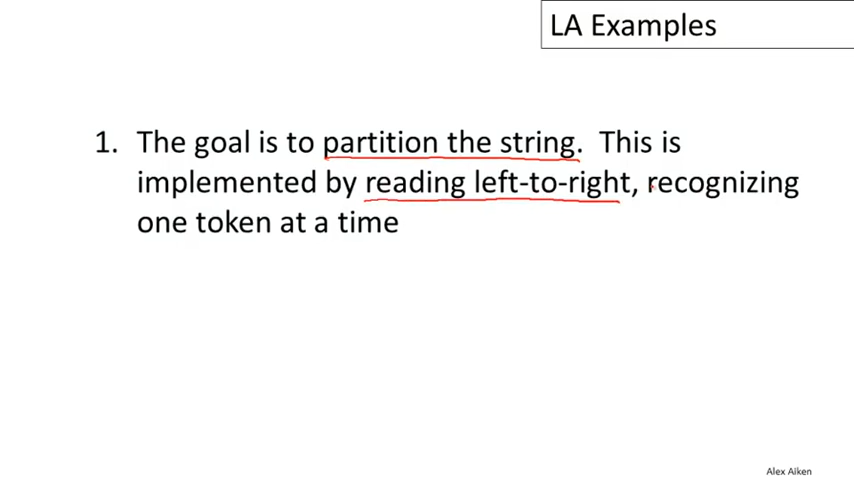 LA Examples
1. The goal is to partition the string. This is
implemented by reading left-to-right, recognizing
one token at a time
Alex Aiken